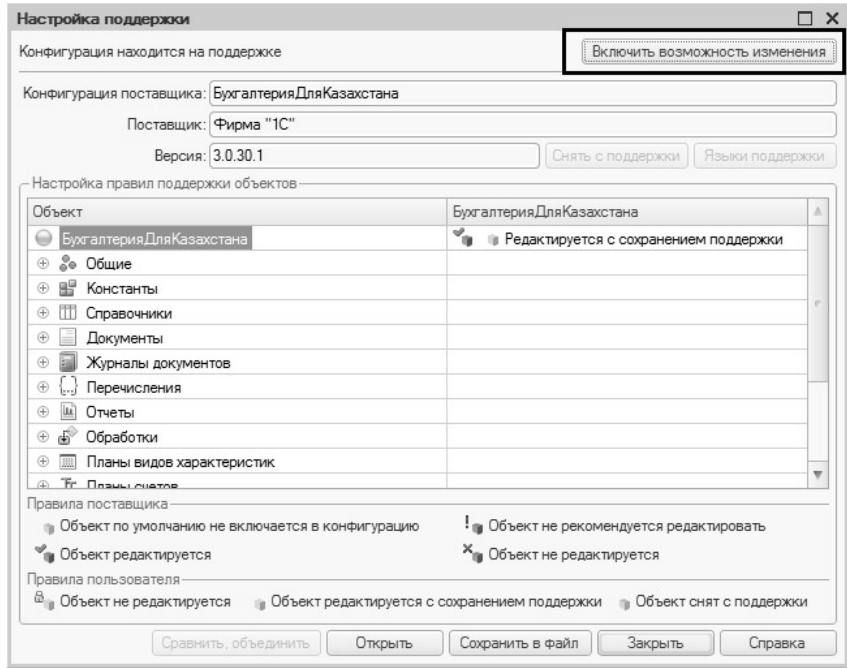 Настройка поддержки
Конфигурация находится на поддержке Включить возможность изменения
Конфигурация поставщика: БухгалтерияДляКазахстана
Поставщик: Фирма "1С"
Версия: 3.0.30.1 Снять с поддержки Языки поддержки
Настройка правил поддержки объектов
Объект БухгалтерияДляКазахстана
БухгалтерияДляКазахстана Редактируется с сохранением поддержки
Общие
Константы
Справочники
Документы
Журналы документов
Перечисления
Отчеты
Обработки
Планы видов характеристик
Планы счетов
Правила поставщика
Объект по умолчанию не включается в конфигурацию Объект не рекомендуется редактировать
Объект редактируется Объект не редактируется
Правила пользователя
Объект не редактируется Объект редактируется с сохранением поддержки Объект снят с поддержки
Сравнить, объединить Открыть Сохранить в файл Закрыть Справка